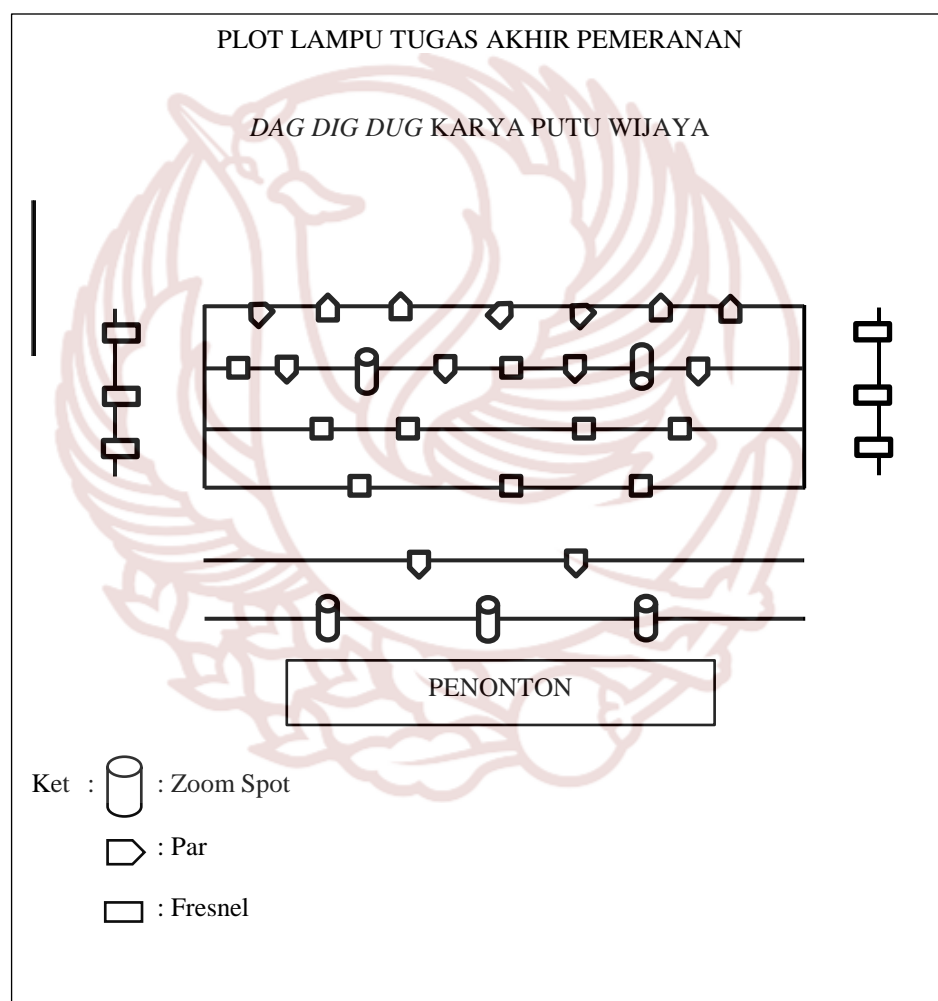 PLOT LAMPU TUGAS AKHIR PEMERANAN
DAG DIG DUG KARYA PUTU WIJAYA
PENONTON
Ket : : Zoom Spot
: Par
: Fresnel